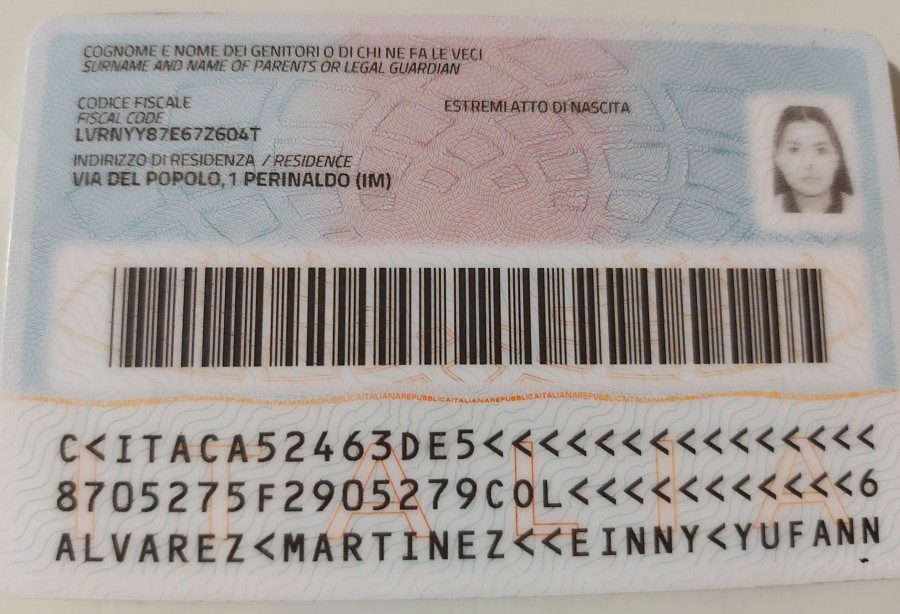 COGNOME E NOME DEI GENITORI O DI CHI NE FA LE VECI
SURNAME AND NAME OF PARENTS OR LEGAL GUARDIAN
CODICE FISCALE
FISCAL CODE
LVRNYY87E67Z604T
ESTREMI ATTO DI NASCITA
INDIRIZZO DI RESIDENZA / RESIDENCE
VIA DEL POPOLO, 1 PERINALDO (IM)
REPUBBLICAITALIANAREPUBBLICAITALIANAREPUBBLICAITALIANAREPUBBLICAITALIANA
C<ITACA52463DE5<<<<<<<<<<<<<<<
8705275F2905279COL<<<<<<<<<<<6
ALVAREZ<MARTINEZ<<EINNY<YUFANN
ITALIA